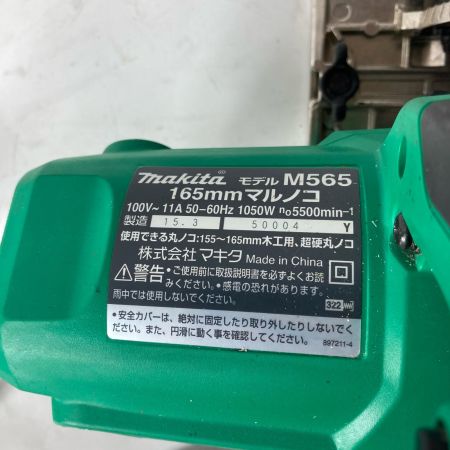 makita® モデル M565
165mmマルノコ
100V~ 11A 50-60Hz 1050W n₀5500min⁻¹
製造 15.3 50004 Y
使用できる丸ノコ:155~165mm木工用、超硬丸ノコ
株式会社 マキタ Made in China
⚠警告 ・ご使用前に取扱説明書を必ずよくお読
みください。・感電の恐れがあります。
雨中では使用しないでください。
322
・安全カバーは、絶対に固定したり取り外したりしないでく
ださい。また、円滑に動く事を確認してください。
897211-4